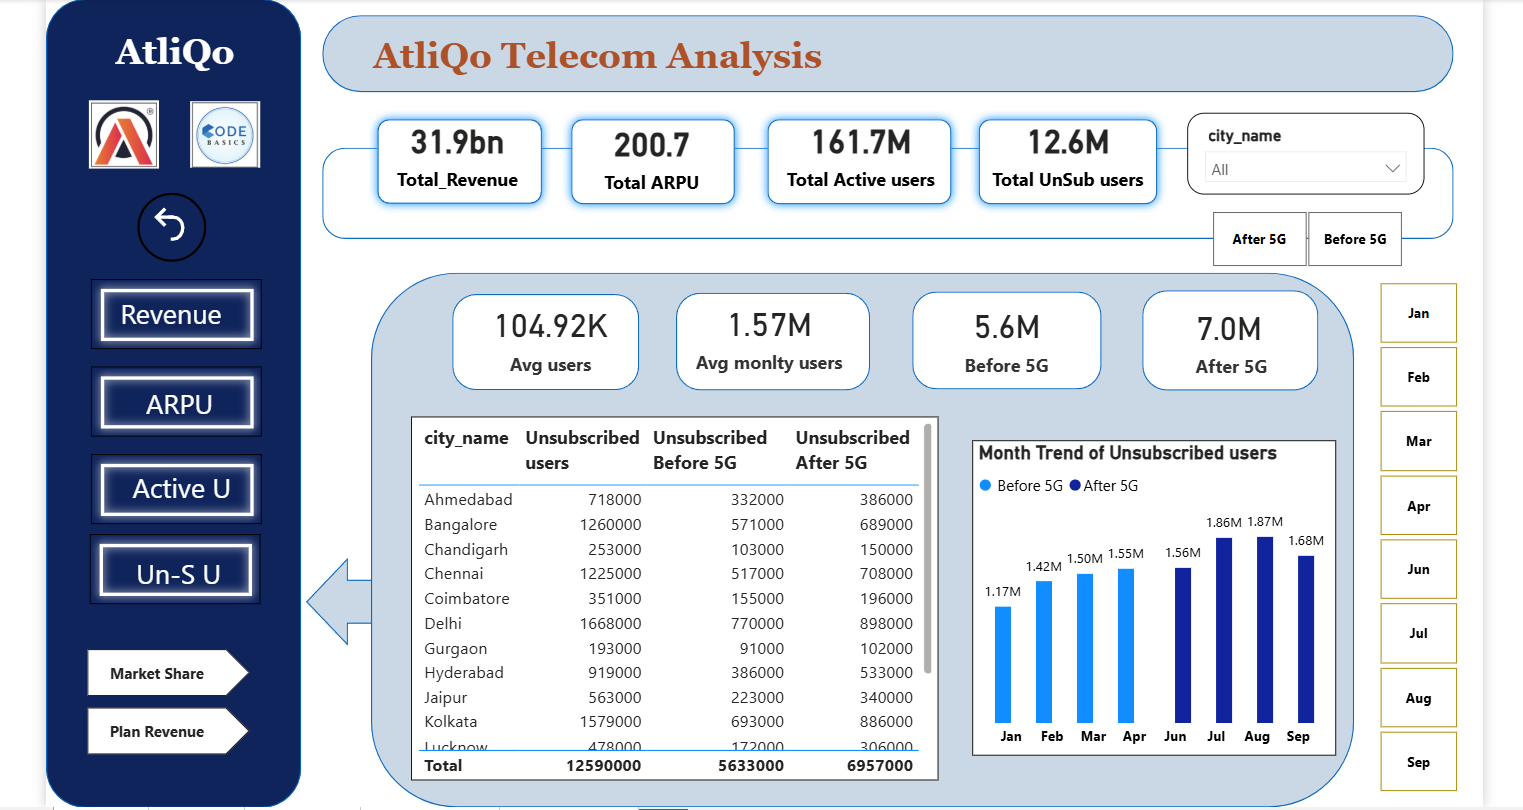 AtliQo
®
CODE
BASICS
Revenue
ARPU
Active U
Un-S U
Market Share
Plan Revenue
AtliQo Telecom Analysis
31.9bn
Total_Revenue
200.7
Total ARPU
161.7M
Total Active users
12.6M
Total UnSub users
city_name
All
After 5G
Before 5G
104.92K
Avg users
1.57M
Avg monlty users
5.6M
Before 5G
7.0M
After 5G
city_name Unsubscribed users Unsubscribed Before 5G Unsubscribed After 5G
Ahmedabad 718000 332000 386000
Bangalore 1260000 571000 689000
Chandigarh 253000 103000 150000
Chennai 1225000 517000 708000
Coimbatore 351000 155000 196000
Delhi 1668000 770000 898000
Gurgaon 193000 91000 102000
Hyderabad 919000 386000 533000
Jaipur 563000 223000 340000
Kolkata 1579000 693000 886000
Lucknow 478000 172000 306000
Total 12590000 5633000 6957000
Month Trend of Unsubscribed users
Before 5G After 5G
1.17M 1.42M 1.50M 1.55M 1.56M 1.86M 1.87M 1.68M
Jan Feb Mar Apr Jun Jul Aug Sep
Jan
Feb
Mar
Apr
Jun
Jul
Aug
Sep